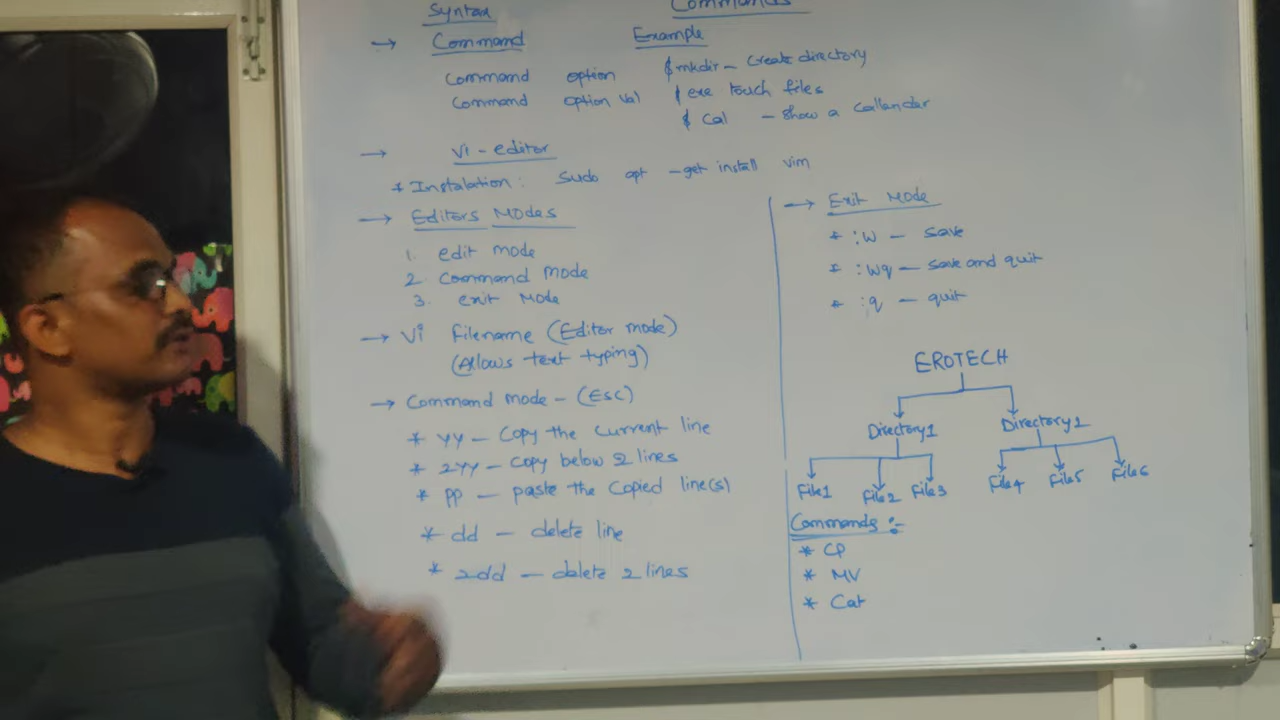 Syntax Commands
→ Command Example
Command option $mkdir - create directory
Command option val $ exe touch files
$ cal - show a callander
→ Vi - editor
* Instalation: sudo apt -get install vim
→ Editors Modes
1. edit mode
2. Command mode
3. exit Mode
→ Vi Filename (Editor mode)
(Allows text typing)
→ Command mode - (Esc)
* YY - Copy the current line
* 2YY - Copy below 2 lines
* PP - paste the Copied line(s)
* dd - delete line
* 2dd - delete 2 lines
→ Exit Mode
* :W - save
* :Wq - save and quit
* :q - quit
EROTECH
Directory1 Directory2
File1 File2 File3 File4 File5 File6
Commands :-
* CP
* MV
* Cat